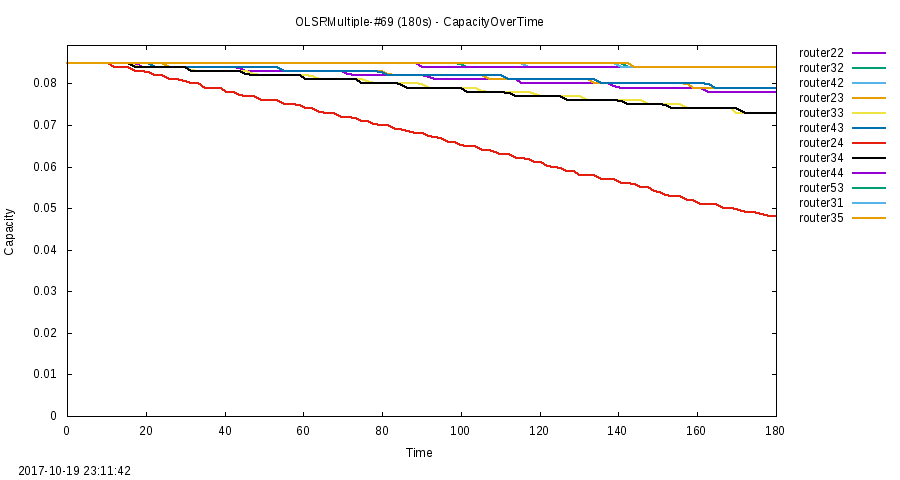 OLSRMultiple-#69 (180s) - CapacityOverTime
router22
router32
router42
router23
router33
router43
router24
router34
router44
router53
router31
router35
0.08
0.07
0.06
0.05
0.04
0.03
0.02
0.01
0
Capacity
0 20 40 60 80 100 120 140 160 180
Time
2017-10-19 23:11:42